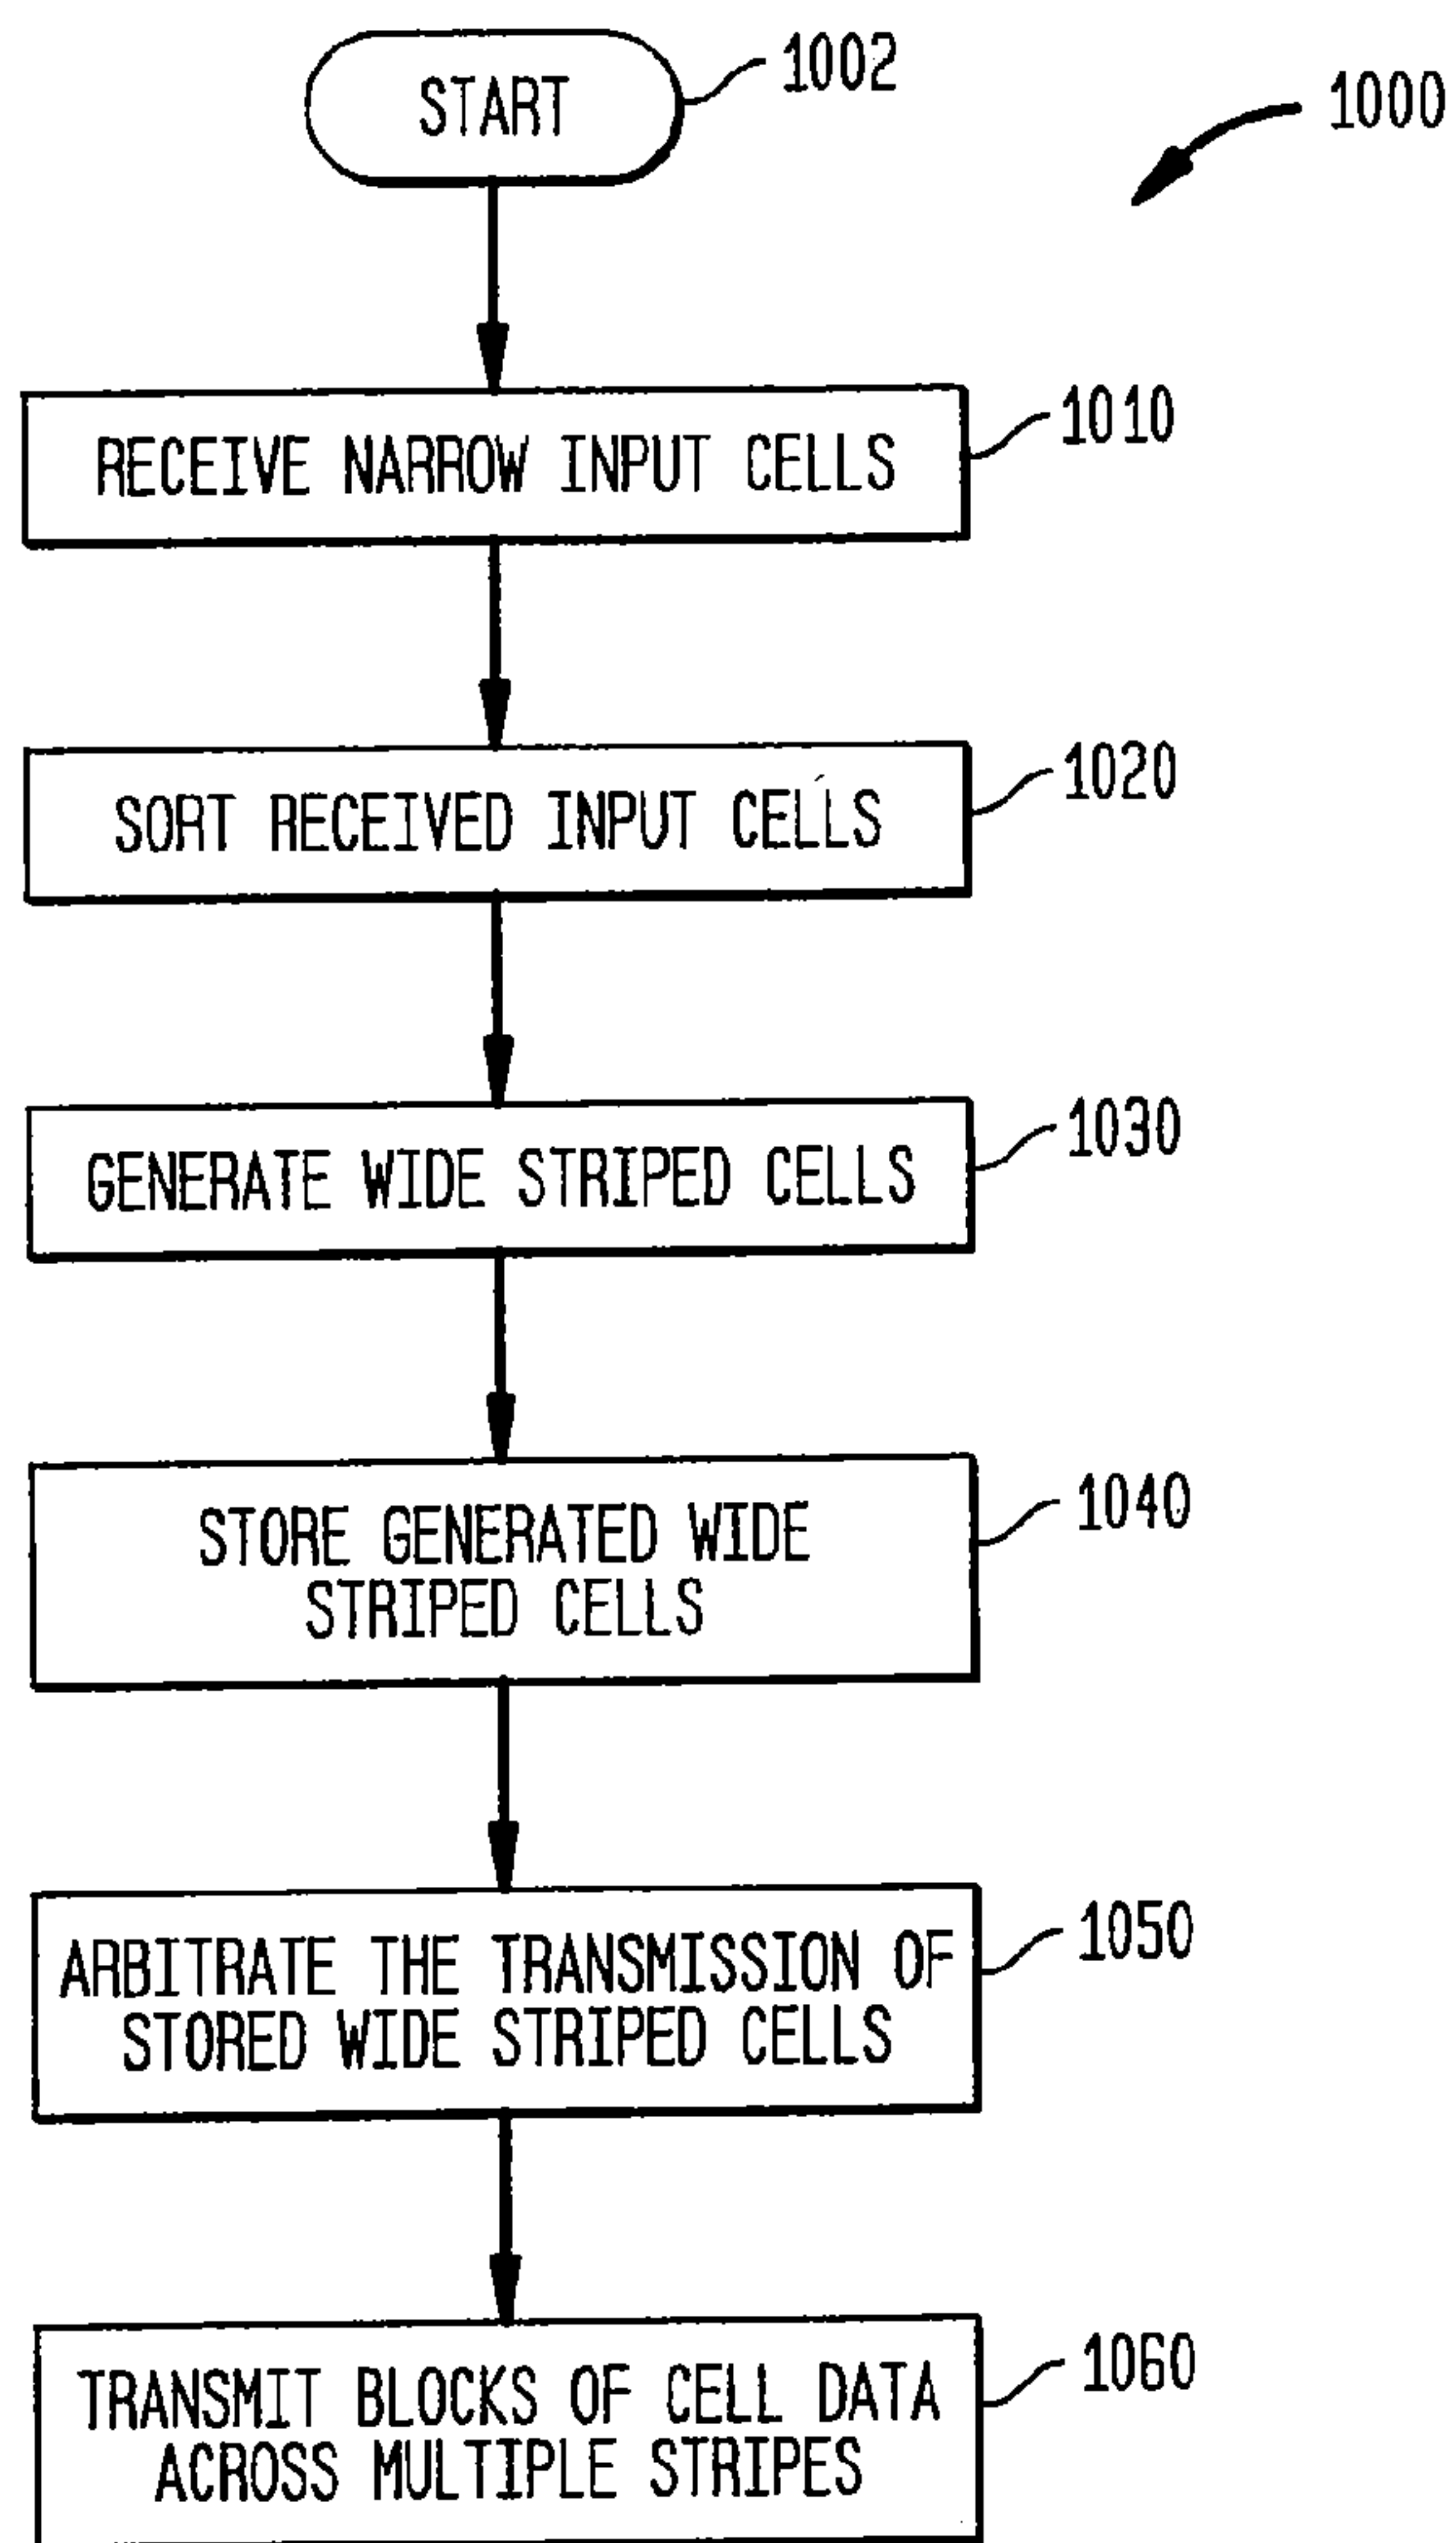 START
1002
1000
RECEIVE NARROW INPUT CELLS
1010
SORT RECEIVED INPUT CELLS
1020
GENERATE WIDE STRIPED CELLS
1030
STORE GENERATED WIDE
STRIPED CELLS
1040
ARBITRATE THE TRANSMISSION OF
STORED WIDE STRIPED CELLS
1050
TRANSMIT BLOCKS OF CELL DATA
ACROSS MULTIPLE STRIPES
1060